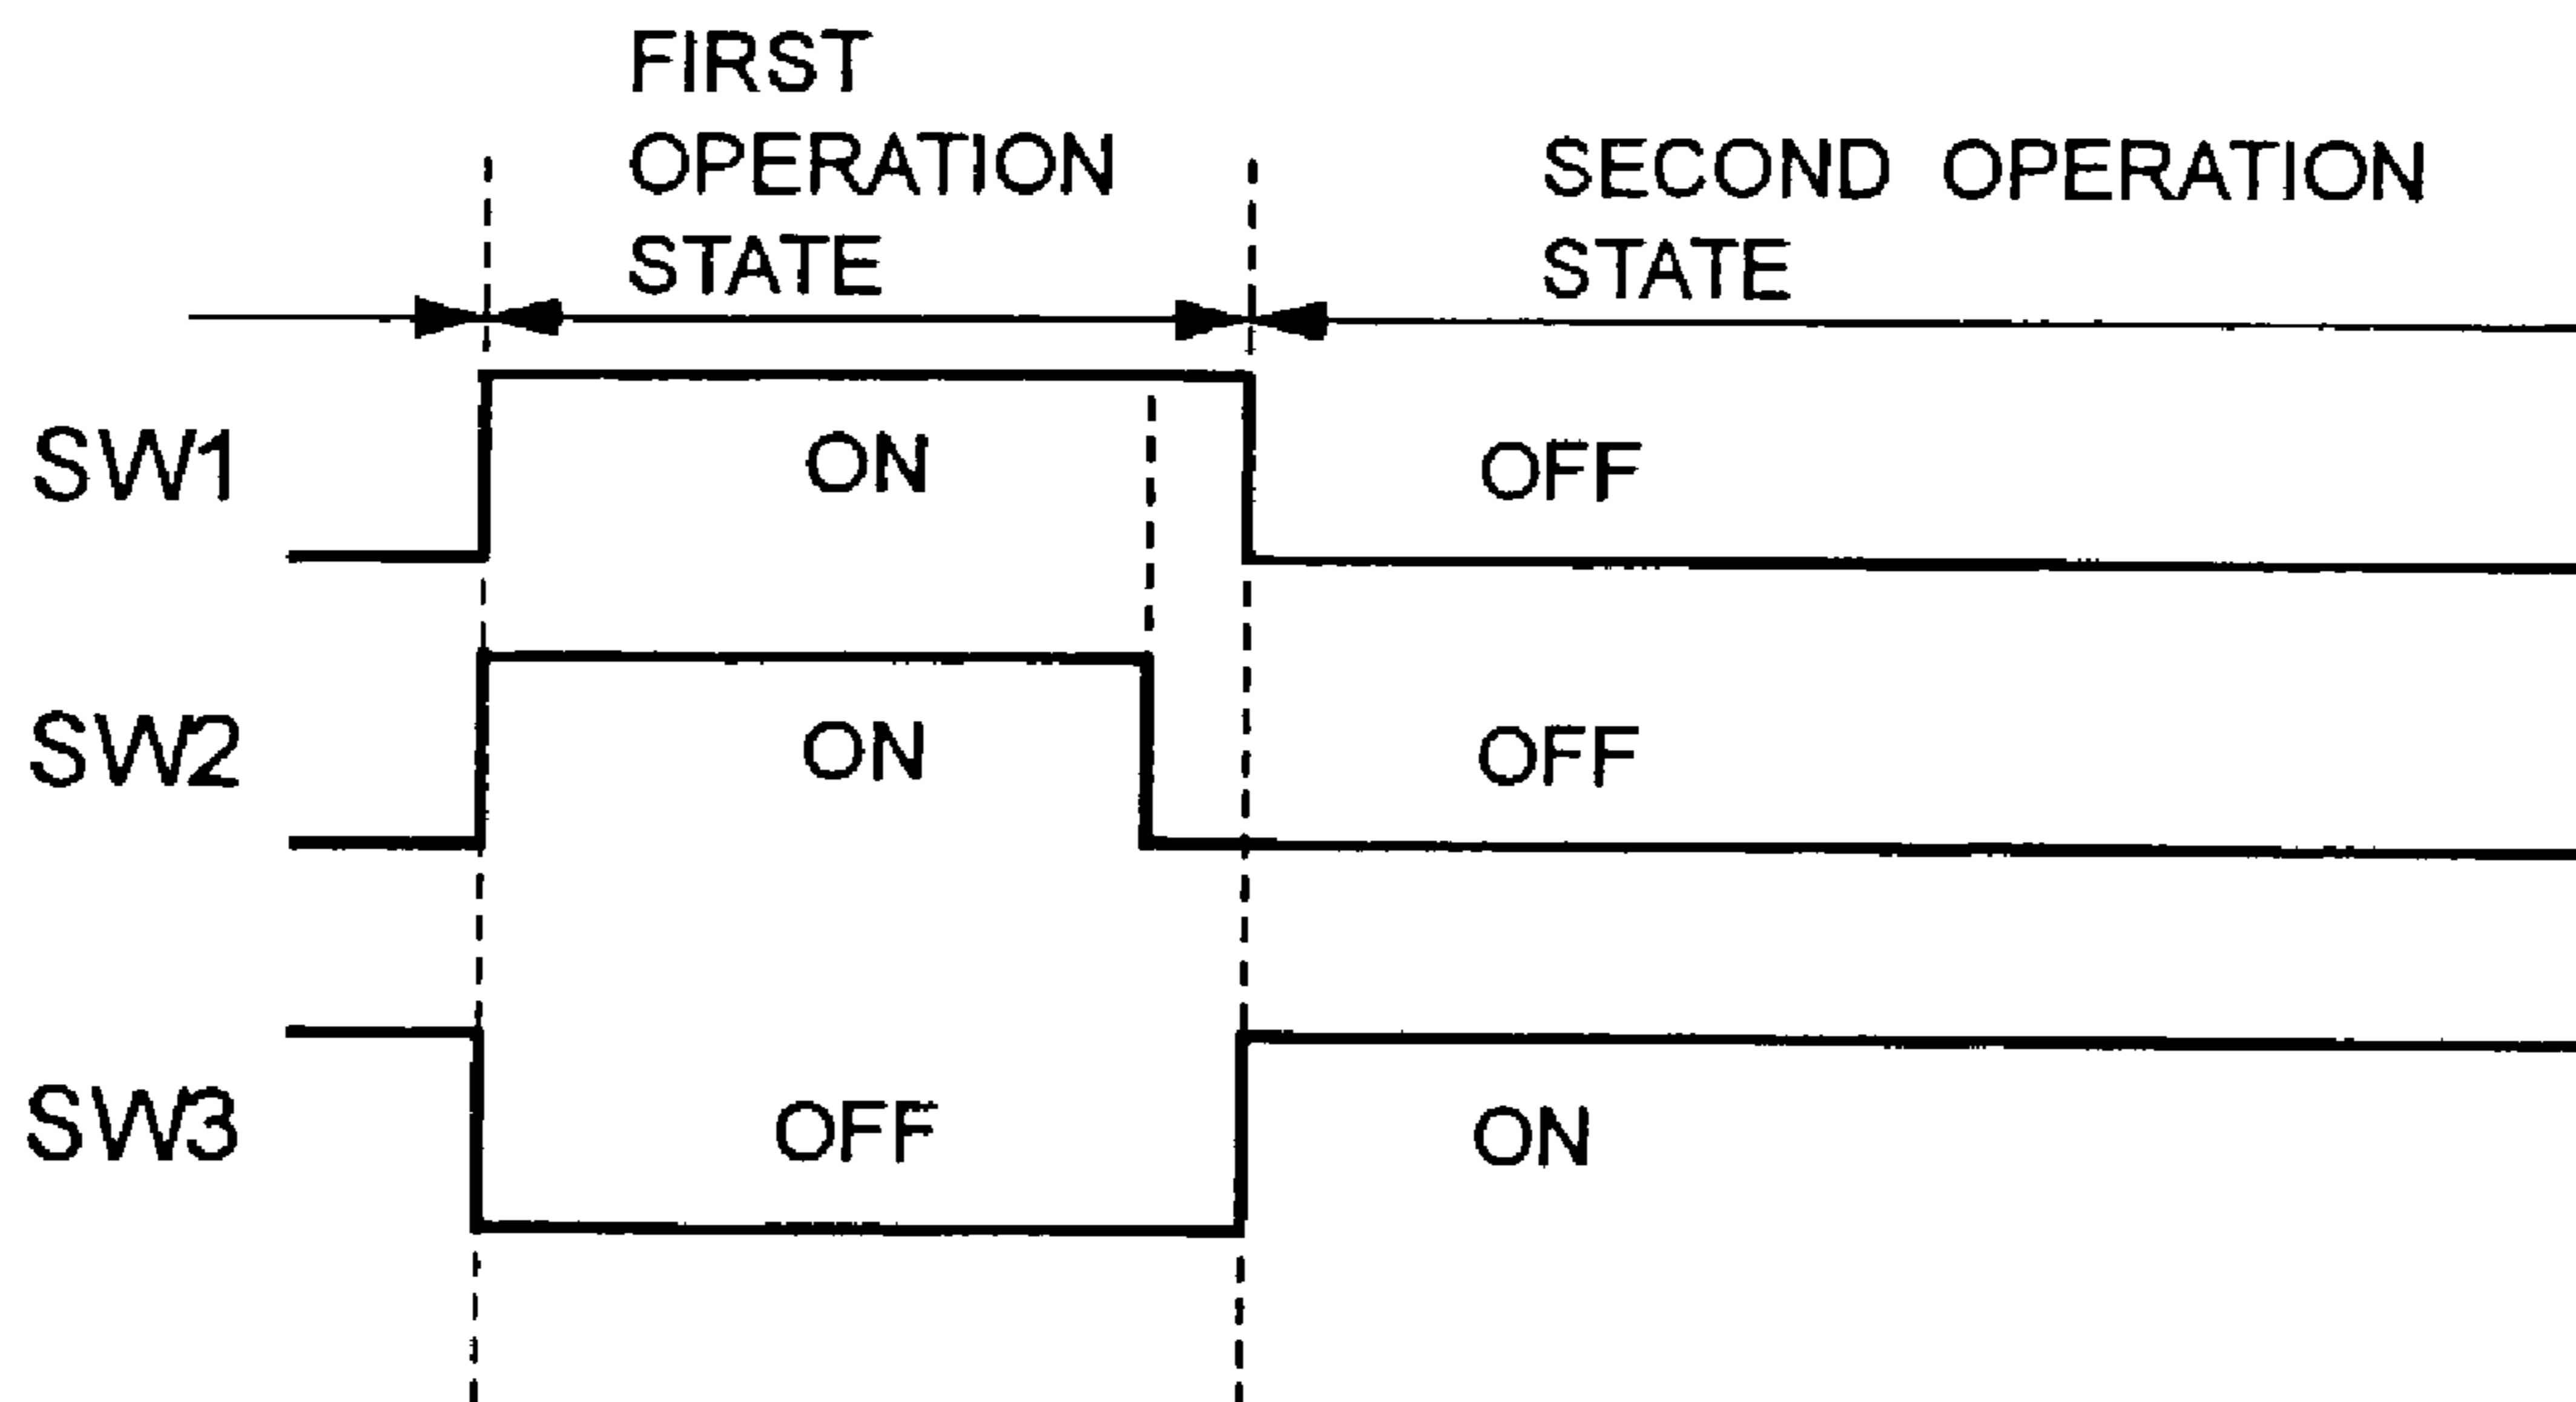 FIRST
OPERATION
STATE
SECOND OPERATION
STATE
SW1 ON OFF
SW2 ON OFF
SW3 OFF ON